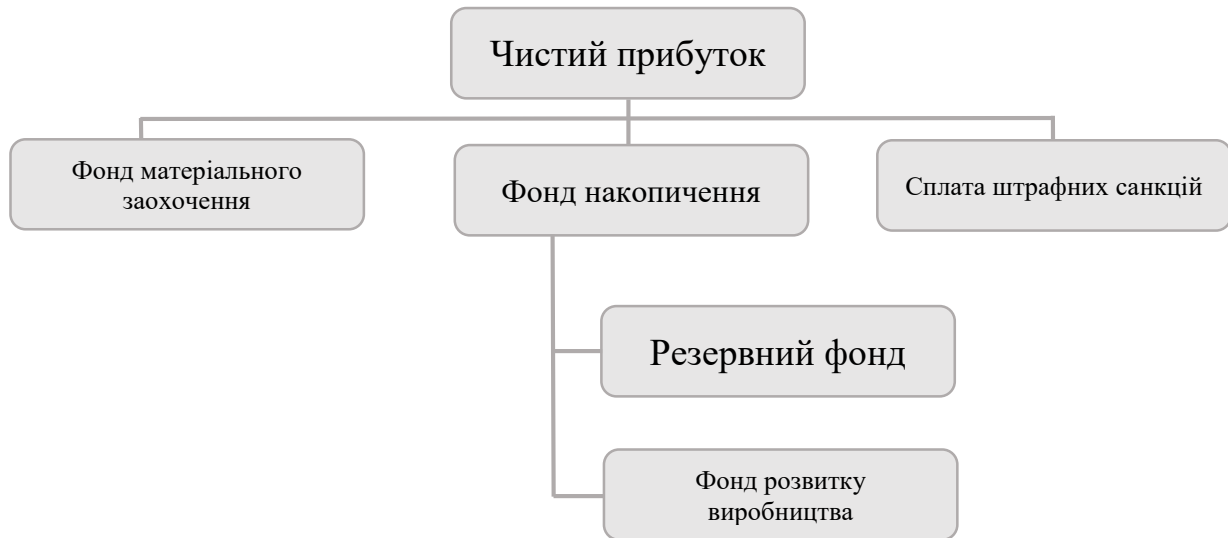 Чистий прибуток
Фонд матеріального
заохочення
Фонд накопичення
Сплата штрафних санкцій
Резервний фонд
Фонд розвитку
виробництва